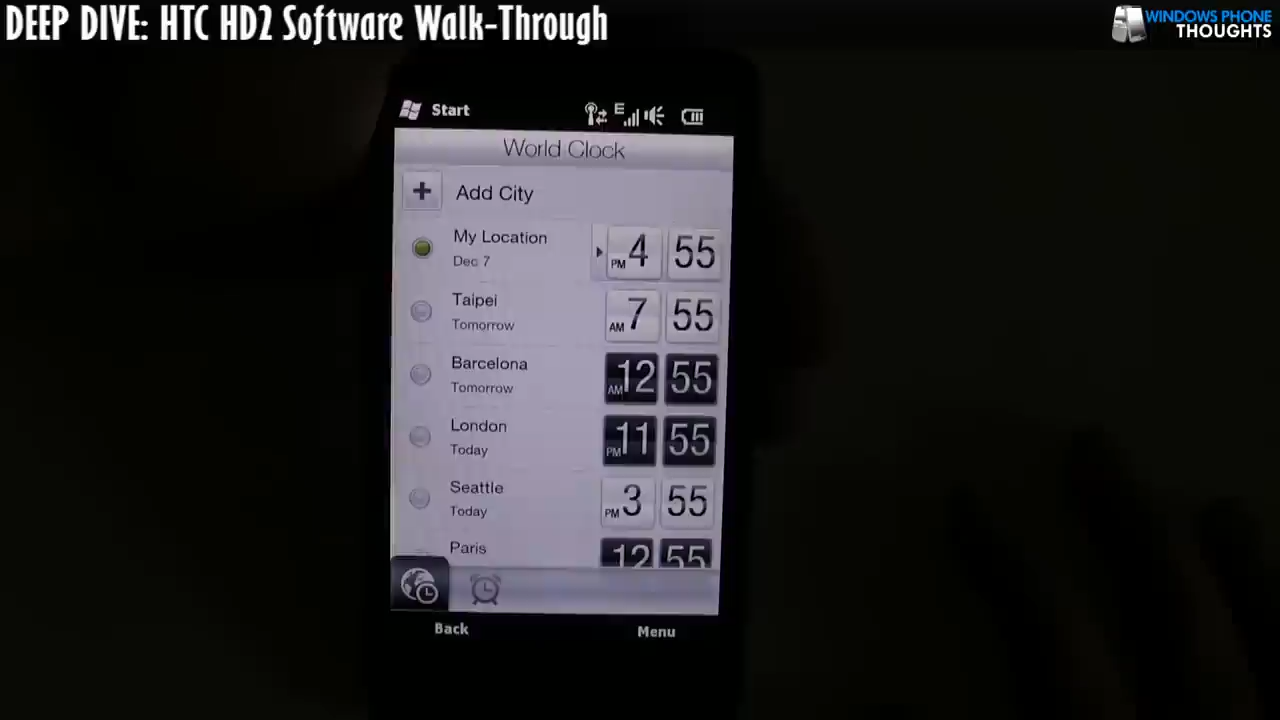 DEEP DIVE: HTC HD2 Software Walk-Through
WINDOWS PHONE
THOUGHTS
Start
E
World Clock
+ Add City
My Location
Dec 7
PM 4 55
Taipei
Tomorrow
AM 7 55
Barcelona
Tomorrow
AM 12 55
London
Today
PM 11 55
Seattle
Today
PM 3 55
Paris
12 55
Back
Menu